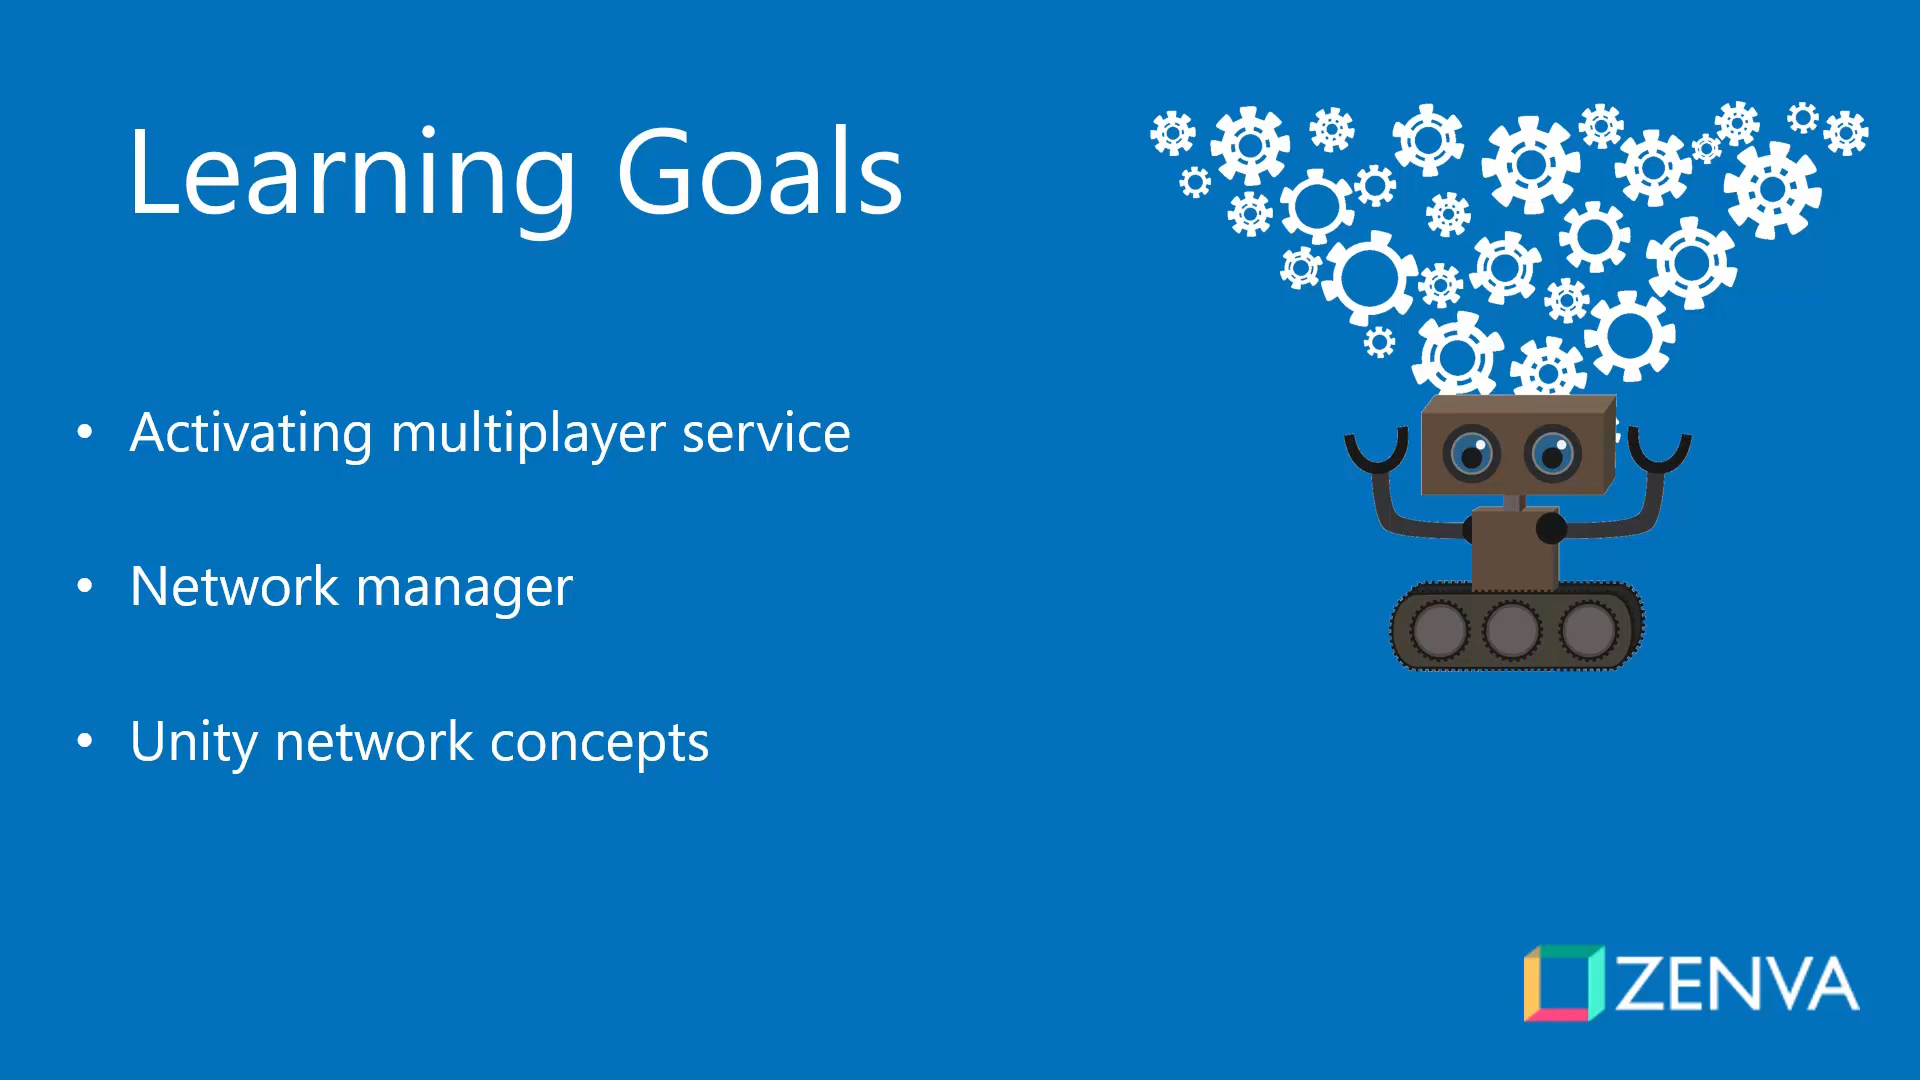 Learning Goals
• Activating multiplayer service
• Network manager
• Unity network concepts
ZENVA